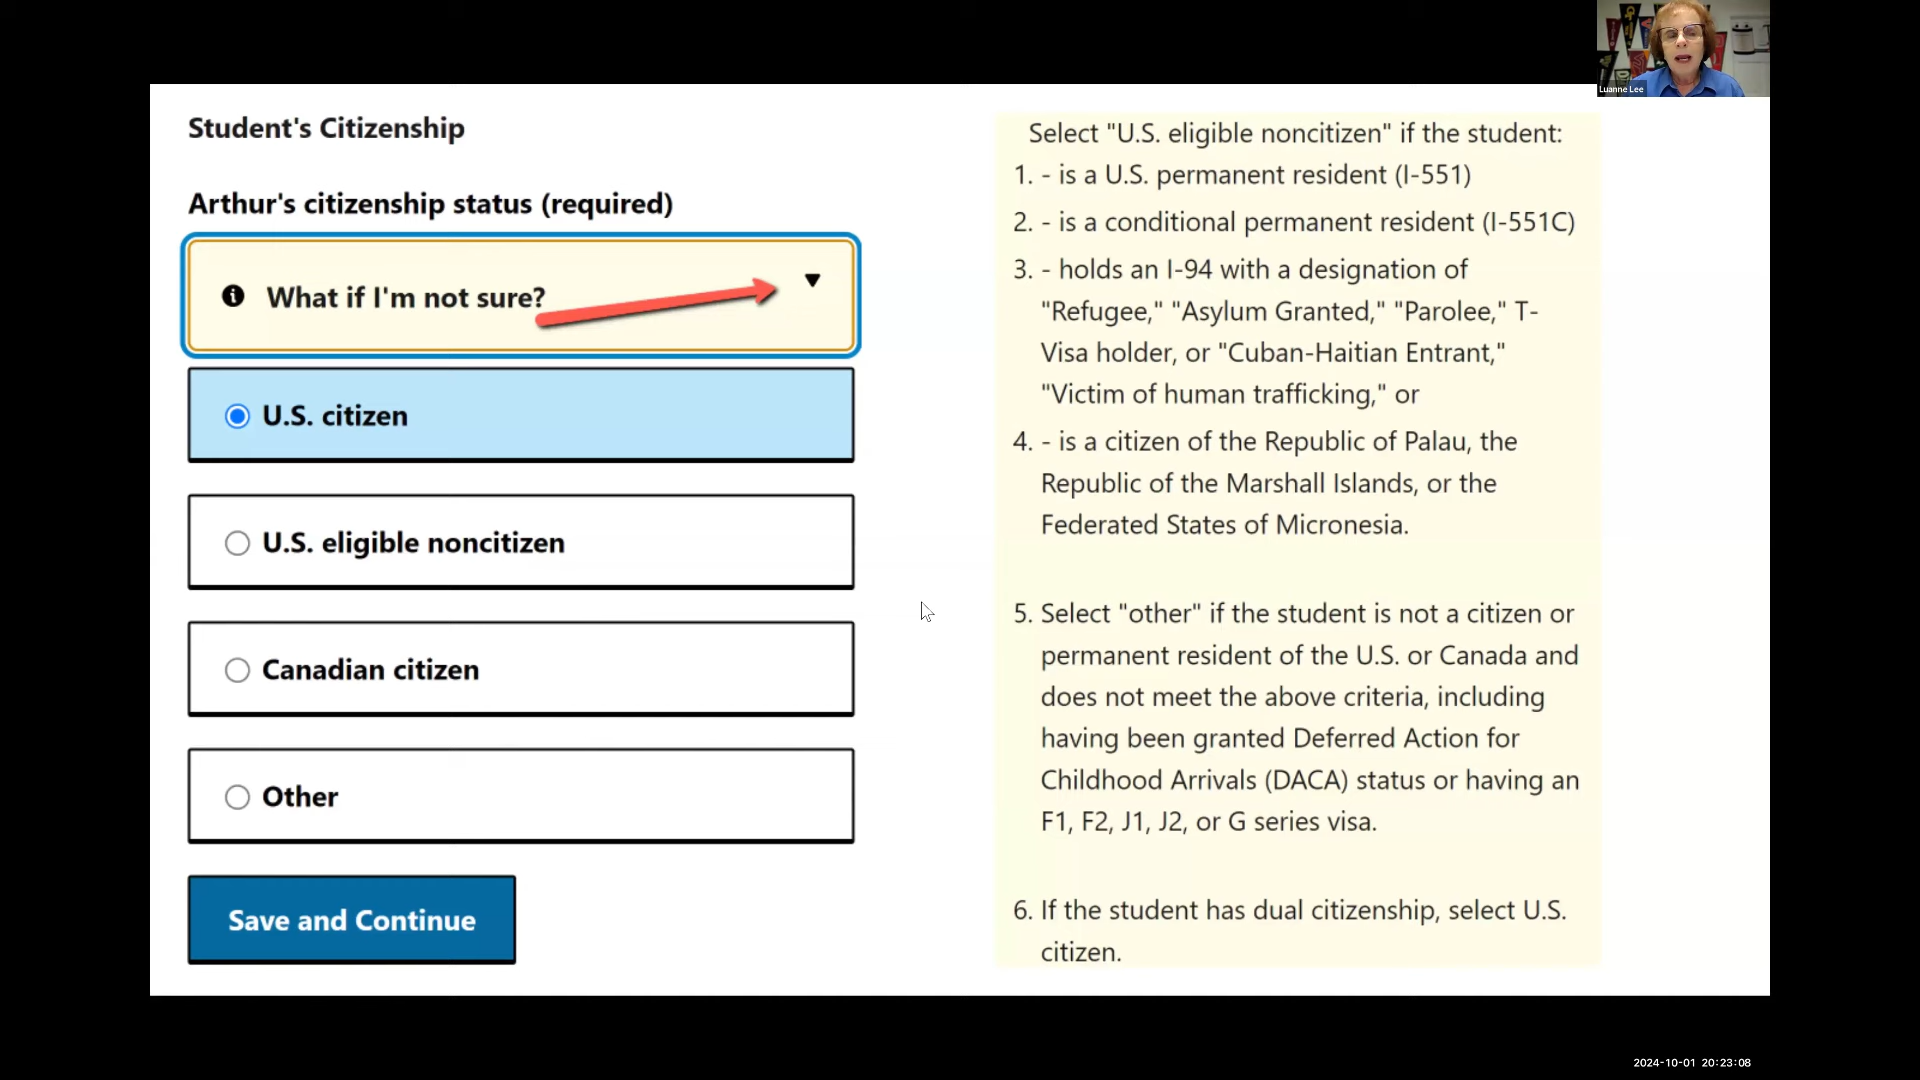 Luanne Lee
Student's Citizenship
Arthur's citizenship status (required)
What if I'm not sure?
U.S. citizen
U.S. eligible noncitizen
Canadian citizen
Other
Save and Continue
Select "U.S. eligible noncitizen" if the student:
1. - is a U.S. permanent resident (I-551)
2. - is a conditional permanent resident (I-551C)
3. - holds an I-94 with a designation of
"Refugee," "Asylum Granted," "Parolee," T-
Visa holder, or "Cuban-Haitian Entrant,"
"Victim of human trafficking," or
4. - is a citizen of the Republic of Palau, the
Republic of the Marshall Islands, or the
Federated States of Micronesia.
5. Select "other" if the student is not a citizen or
permanent resident of the U.S. or Canada and
does not meet the above criteria, including
having been granted Deferred Action for
Childhood Arrivals (DACA) status or having an
F1, F2, J1, J2, or G series visa.
6. If the student has dual citizenship, select U.S.
citizen.
2024-10-01 20:23:08